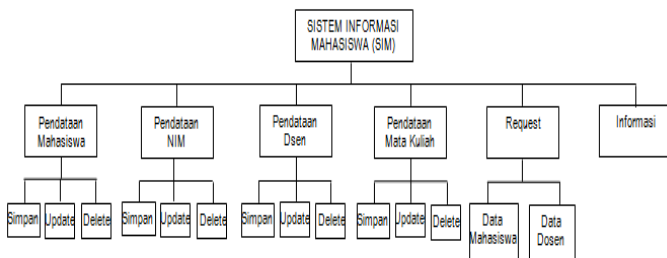 SISTEM INFORMASI
MAHASISWA (SIM)
Pendataan
Mahasiswa
Pendataan
NIM
Pendataan
Dsen
Pendataan
Mata Kuliah
Request
Informasi
Simpan
Update
Delete
Simpan
Update
Delete
Simpan
Update
Delete
Simpan
Update
Delete
Data
Mahasiswa
Data
Dosen